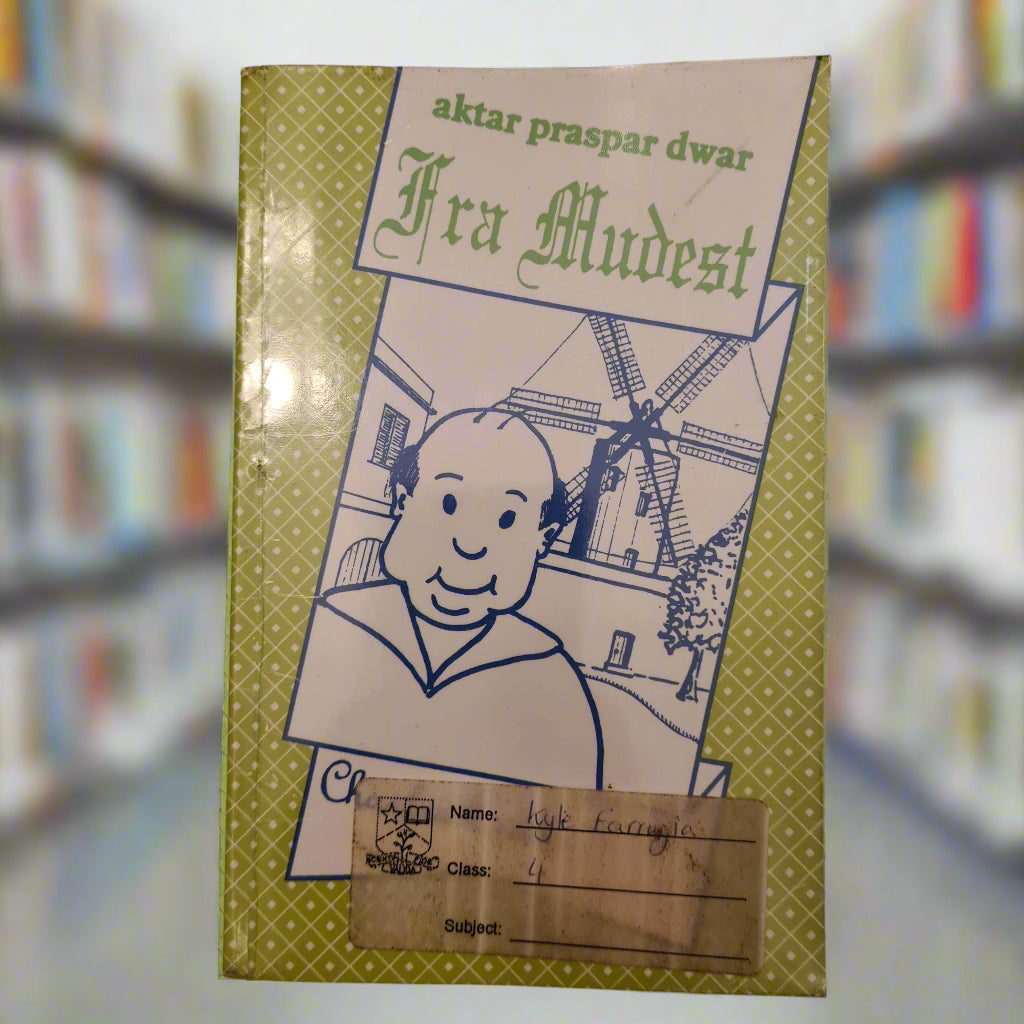 aktar praspar dwar
Fra Mudest
Name: Kyle Farrugia
Class: 4
Subject: